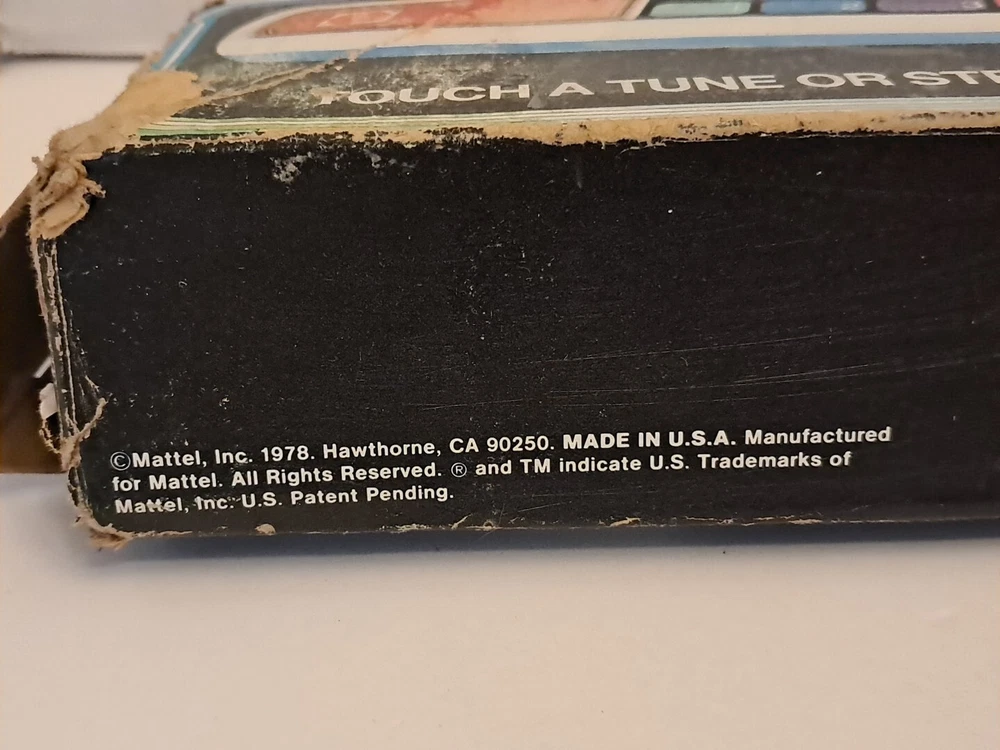 TOUCH A TUNE OR
©Mattel, Inc. 1978. Hawthorne, CA 90250. MADE IN U.S.A. Manufactured
for Mattel. All Rights Reserved. ® and TM indicate U.S. Trademarks of
Mattel, Inc. U.S. Patent Pending.